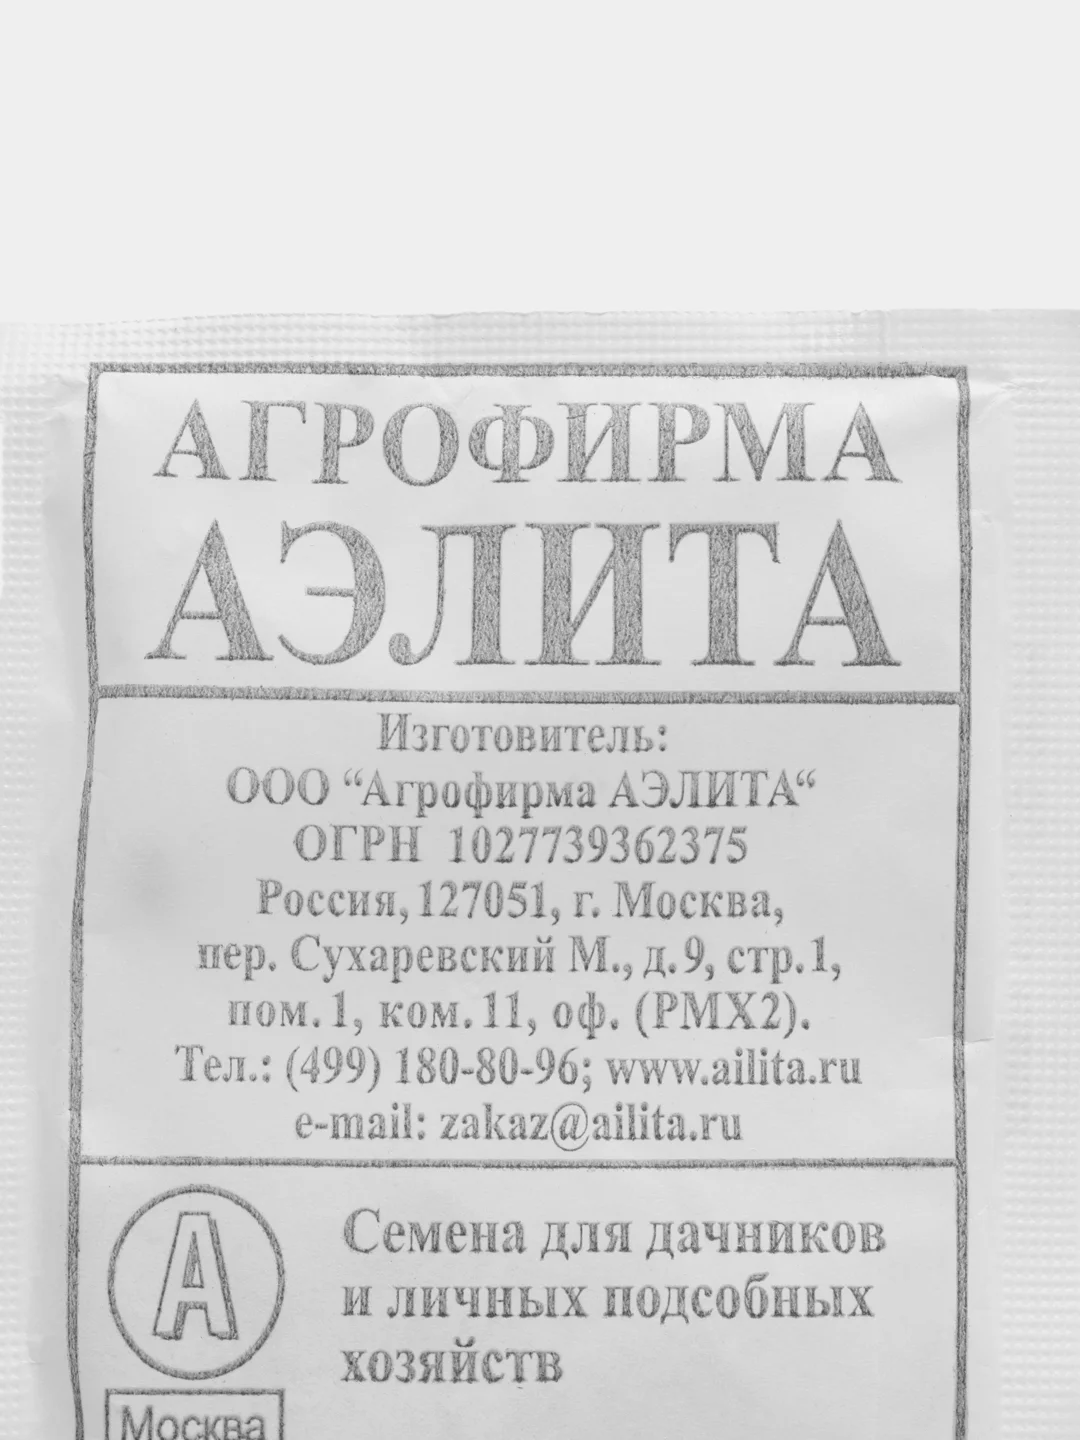 АГРОФИРМА
АЭЛИТА
Изготовитель:
ООО “Агрофирма АЭЛИТА“
ОГРН 1027739362375
Россия, 127051, г. Москва,
пер. Сухаревский М., д. 9, стр. 1,
пом. 1, ком. 11, оф. (РМХ2).
Тел.: (499) 180-80-96; www.ailita.ru
e-mail: zakaz@ailita.ru
А
Семена для дачников
и личных подсобных
хозяйств
Москва